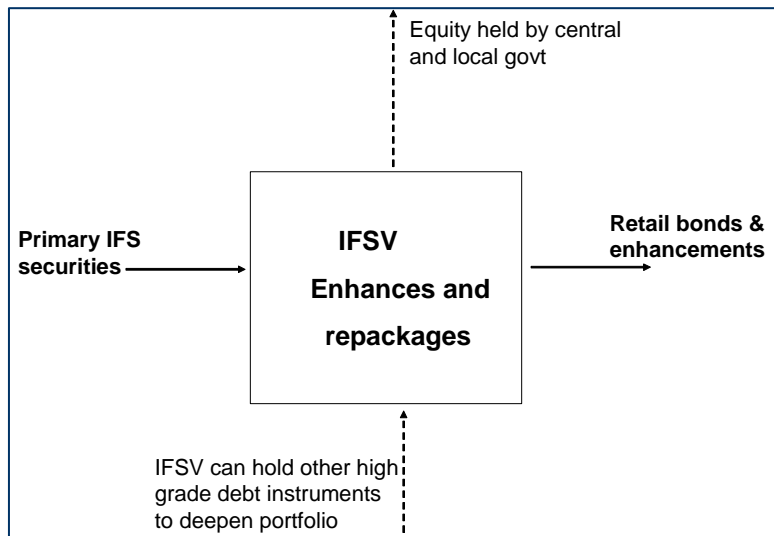 Equity held by central
and local govt
Primary IFS
securities
IFSV
Enhances and
repackages
Retail bonds &
enhancements
IFSV can hold other high
grade debt instruments
to deepen portfolio